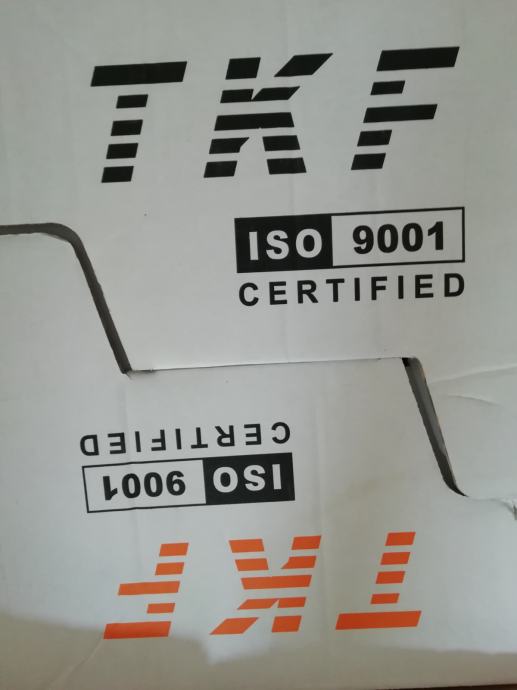 TKF
ISO 9001
CERTIFIED
CERTIFIED
ISO 9001
TKF